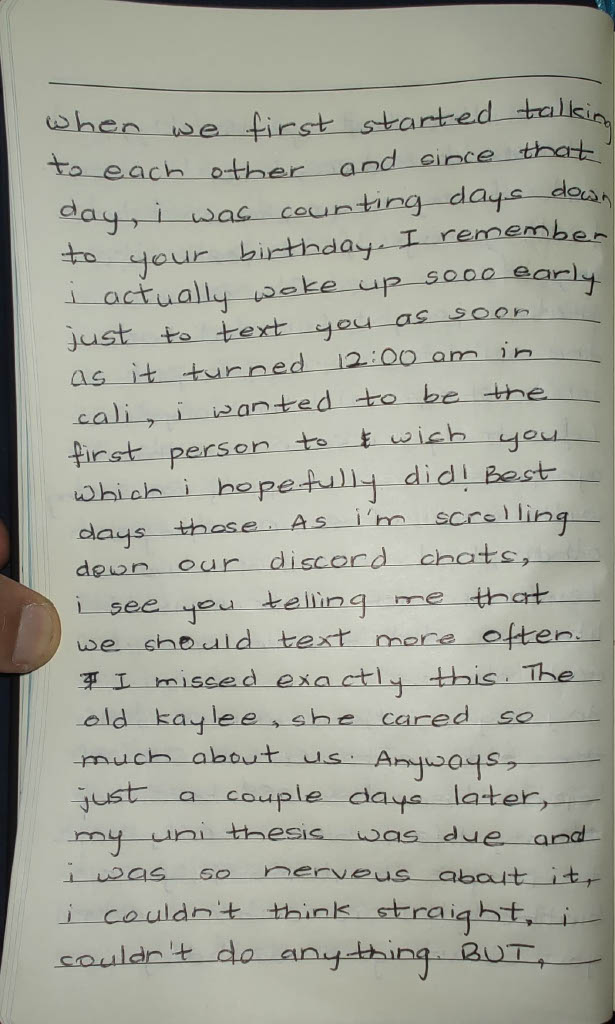 when we first started talking
to each other and since that
day, i was counting days down
to your birthday. I remember
i actually woke up sooo early
just to text you as soon
as it turned 12:00 am in
cali, i wanted to be the
first person to wish you
which i hopefully did! Best
days those. As i'm scrolling
down our discord chats,
i see you telling me that
we should text more often.
I missed exactly this. The
old kaylee, she cared so
much about us. Anyways,
just a couple days later,
my uni thesis was due and
i was so nervous about it,
i couldn't think straight, i
couldn't do anything. BUT,